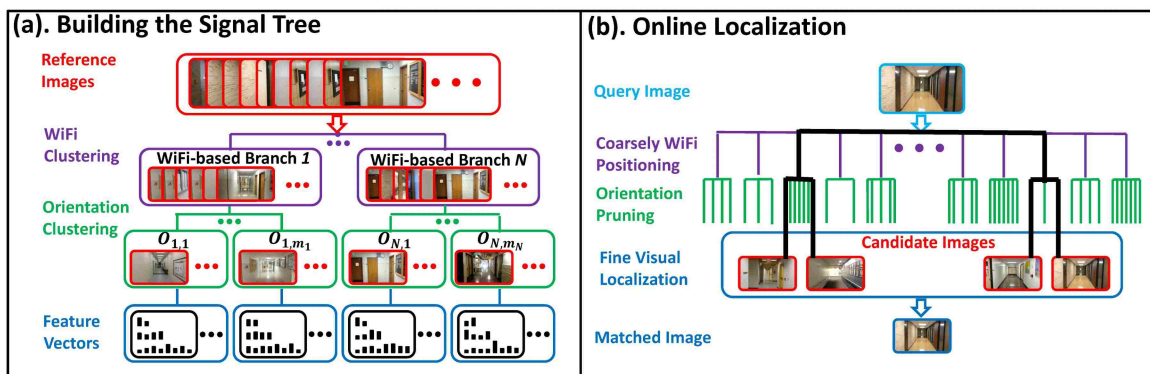 (a). Building the Signal Tree
Reference
Images
WiFi
Clustering
WiFi-based Branch 1
WiFi-based Branch N
Orientation
Clustering
O1,1
O1,m1
ON,1
ON,mN
Feature
Vectors
(b). Online Localization
Query Image
Coarsely WiFi
Positioning
Orientation
Pruning
Candidate Images
Fine Visual
Localization
Matched Image